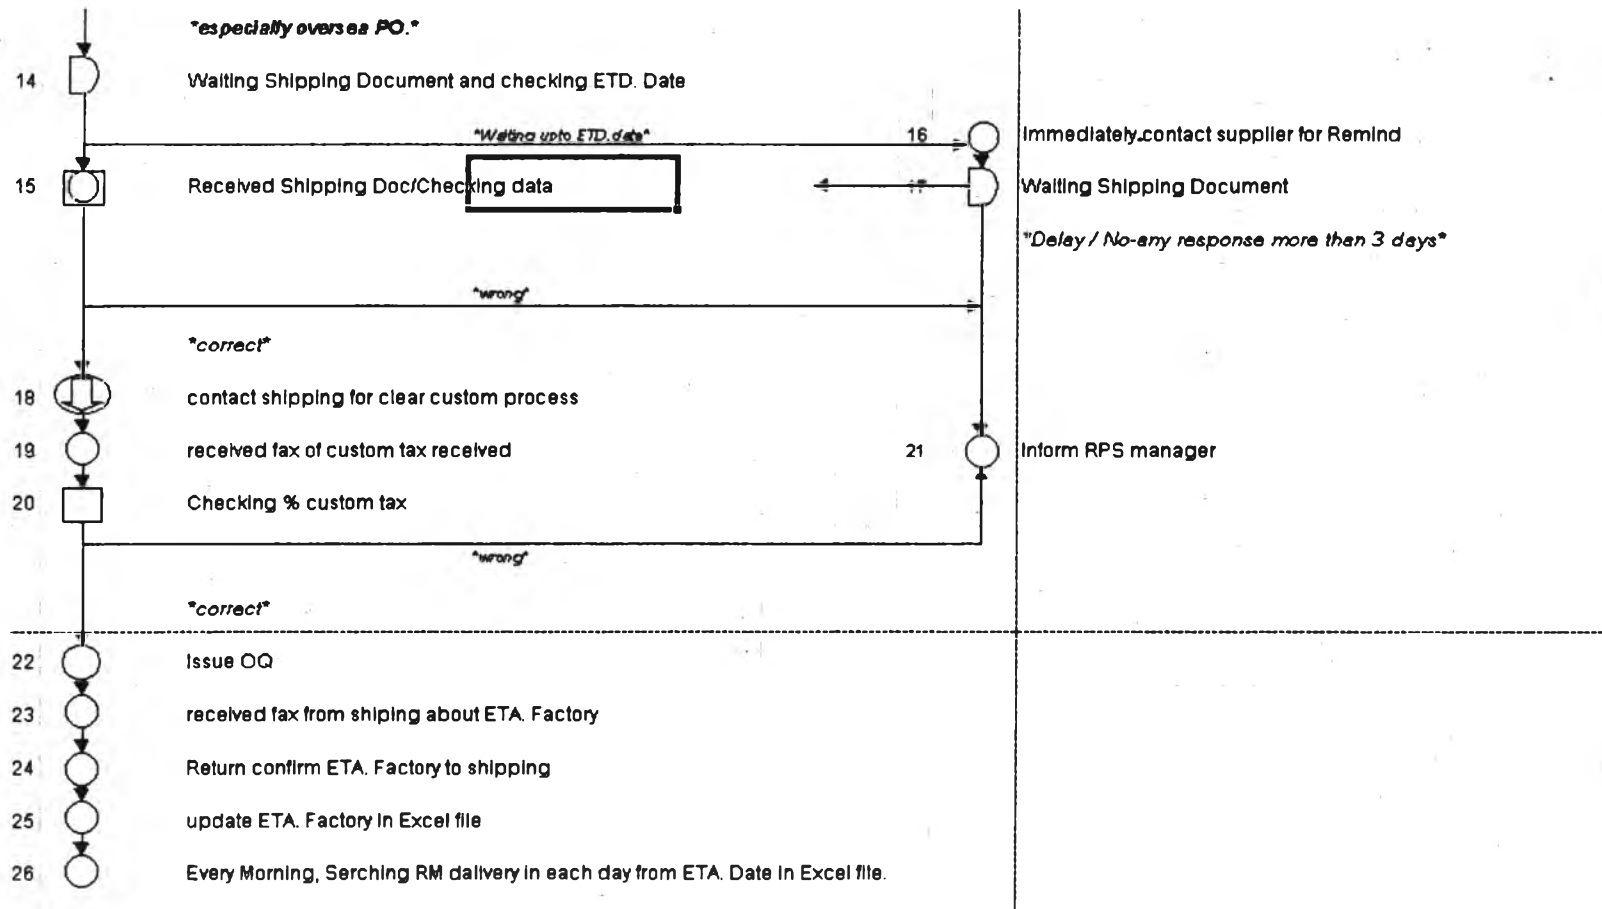 *especially oversea PO.*
14 Waiting Shipping Document and checking ETD. Date
*Waiting upto ETD.date*
16 Immediately.contact supplier for Remind
15 Received Shipping Doc/Checking data
17 Waiting Shipping Document
*Delay / No-any response more than 3 days*
*wrong*
*correct*
18 contact shipping for clear custom process
19 received fax of custom tax received
21 Inform RPS manager
20 Checking % custom tax
*wrong*
*correct*
22 Issue OQ
23 received fax from shiping about ETA. Factory
24 Return confirm ETA. Factory to shipping
25 update ETA. Factory in Excel file
26 Every Morning, Serching RM dalivery in each day from ETA. Date in Excel file.